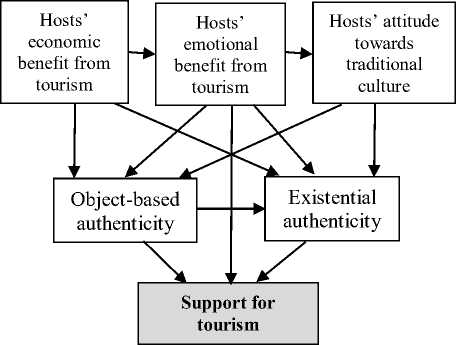 Hosts'
economic
benefit from
tourism
Hosts'
emotional
benefit from
tourism
Hosts' attitude
towards
traditional
culture
Object-based
authenticity
Existential
authenticity
Support for
tourism